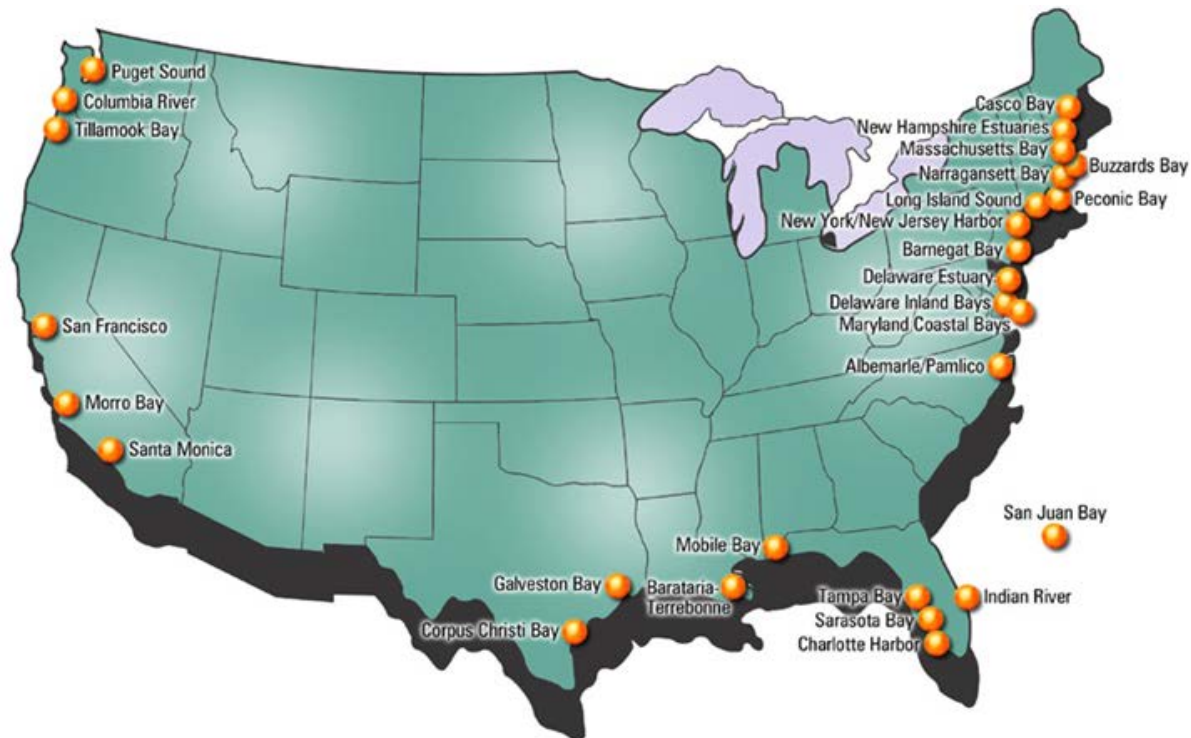 Puget Sound
Columbia River
Tillamook Bay
San Francisco
Morro Bay
Santa Monica
Galveston Bay
Corpus Christi Bay
Mobile Bay
Barataria-
Terrebonne
Tampa Bay
Sarasota Bay
Charlotte Harbor
Indian River
San Juan Bay
Casco Bay
New Hampshire Estuaries
Massachusetts Bay
Buzzards Bay
Narragansett Bay
Long Island Sound
Peconic Bay
New York/New Jersey Harbor
Barnegat Bay
Delaware Estuary
Delaware Inland Bays
Maryland Coastal Bays
Albemarle/Pamlico